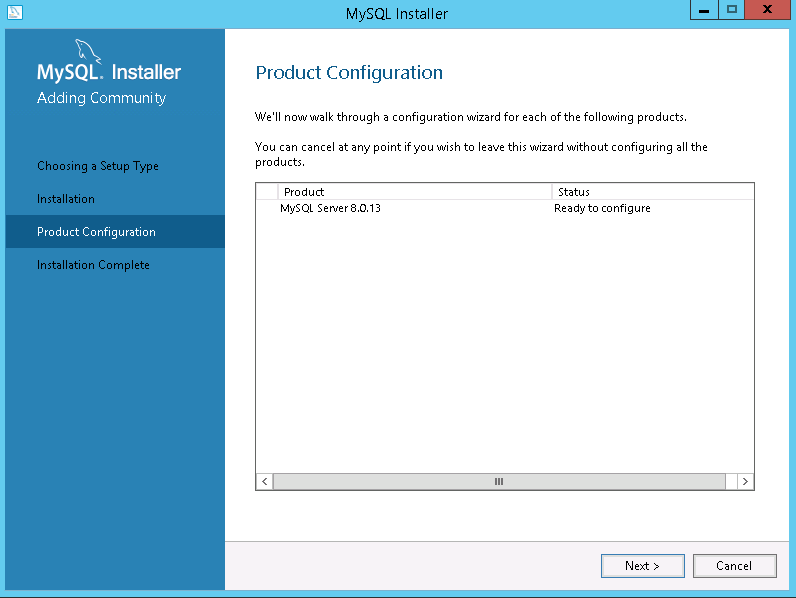 MySQL Installer
MySQL. Installer
Adding Community
Choosing a Setup Type
Installation
Product Configuration
Installation Complete
Product Configuration
We'll now walk through a configuration wizard for each of the following products.
You can cancel at any point if you wish to leave this wizard without configuring all the
products.
Product Status
MySQL Server 8.0.13 Ready to configure
Next > Cancel